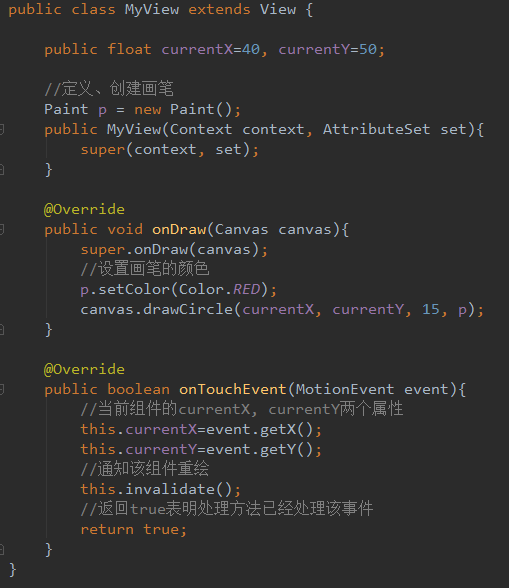 public class MyView extends View {
public float currentX=40, currentY=50;
//定义、创建画笔
Paint p = new Paint();
public MyView(Context context, AttributeSet set){
super(context, set);
}
@Override
public void onDraw(Canvas canvas){
super.onDraw(canvas);
//设置画笔的颜色
p.setColor(Color.RED);
canvas.drawCircle(currentX, currentY, 15, p);
}
@Override
public boolean onTouchEvent(MotionEvent event){
//当前组件的currentX, currentY两个属性
this.currentX=event.getX();
this.currentY=event.getY();
//通知该组件重绘
this.invalidate();
//返回true表明处理方法已经处理该事件
return true;
}
}